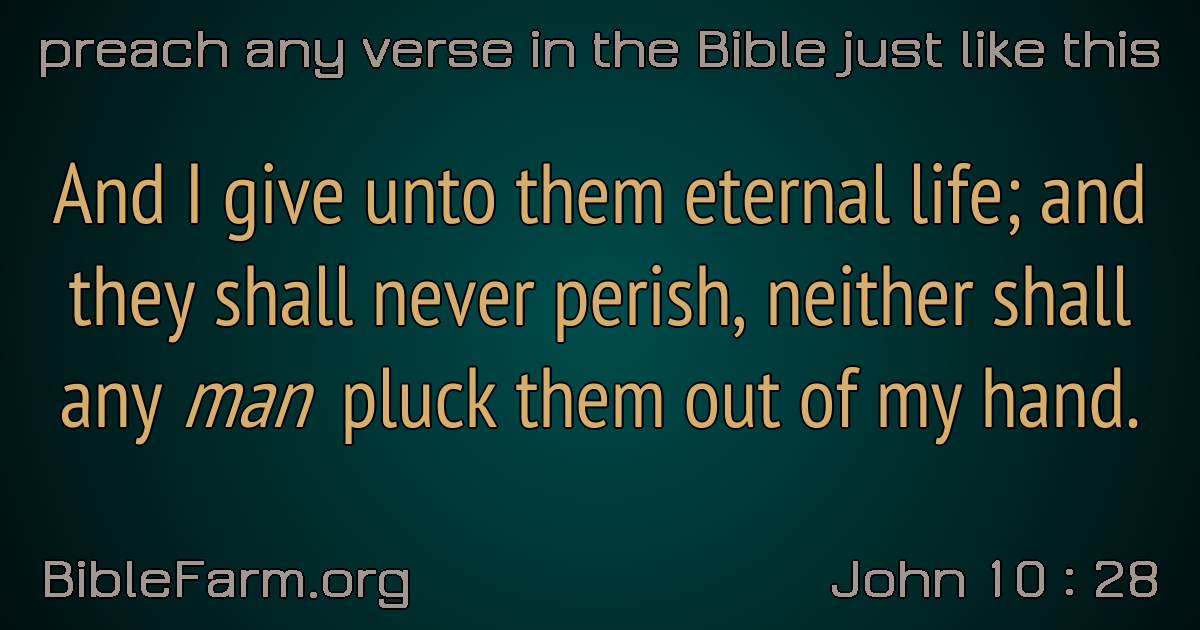 preach any verse in the Bible just like this
And I give unto them eternal life; and
they shall never perish, neither shall
any man pluck them out of my hand.
BibleFarm.org
John 10 : 28